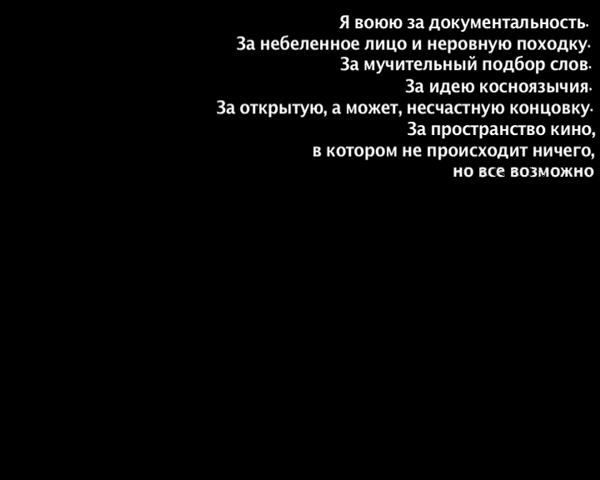 Я воюю за документальность.
За небеленное лицо и неровную походку.
За мучительный подбор слов.
За идею косноязычия.
За открытую, а может, несчастную концовку.
За пространство кино,
в котором не происходит ничего,
но все возможно